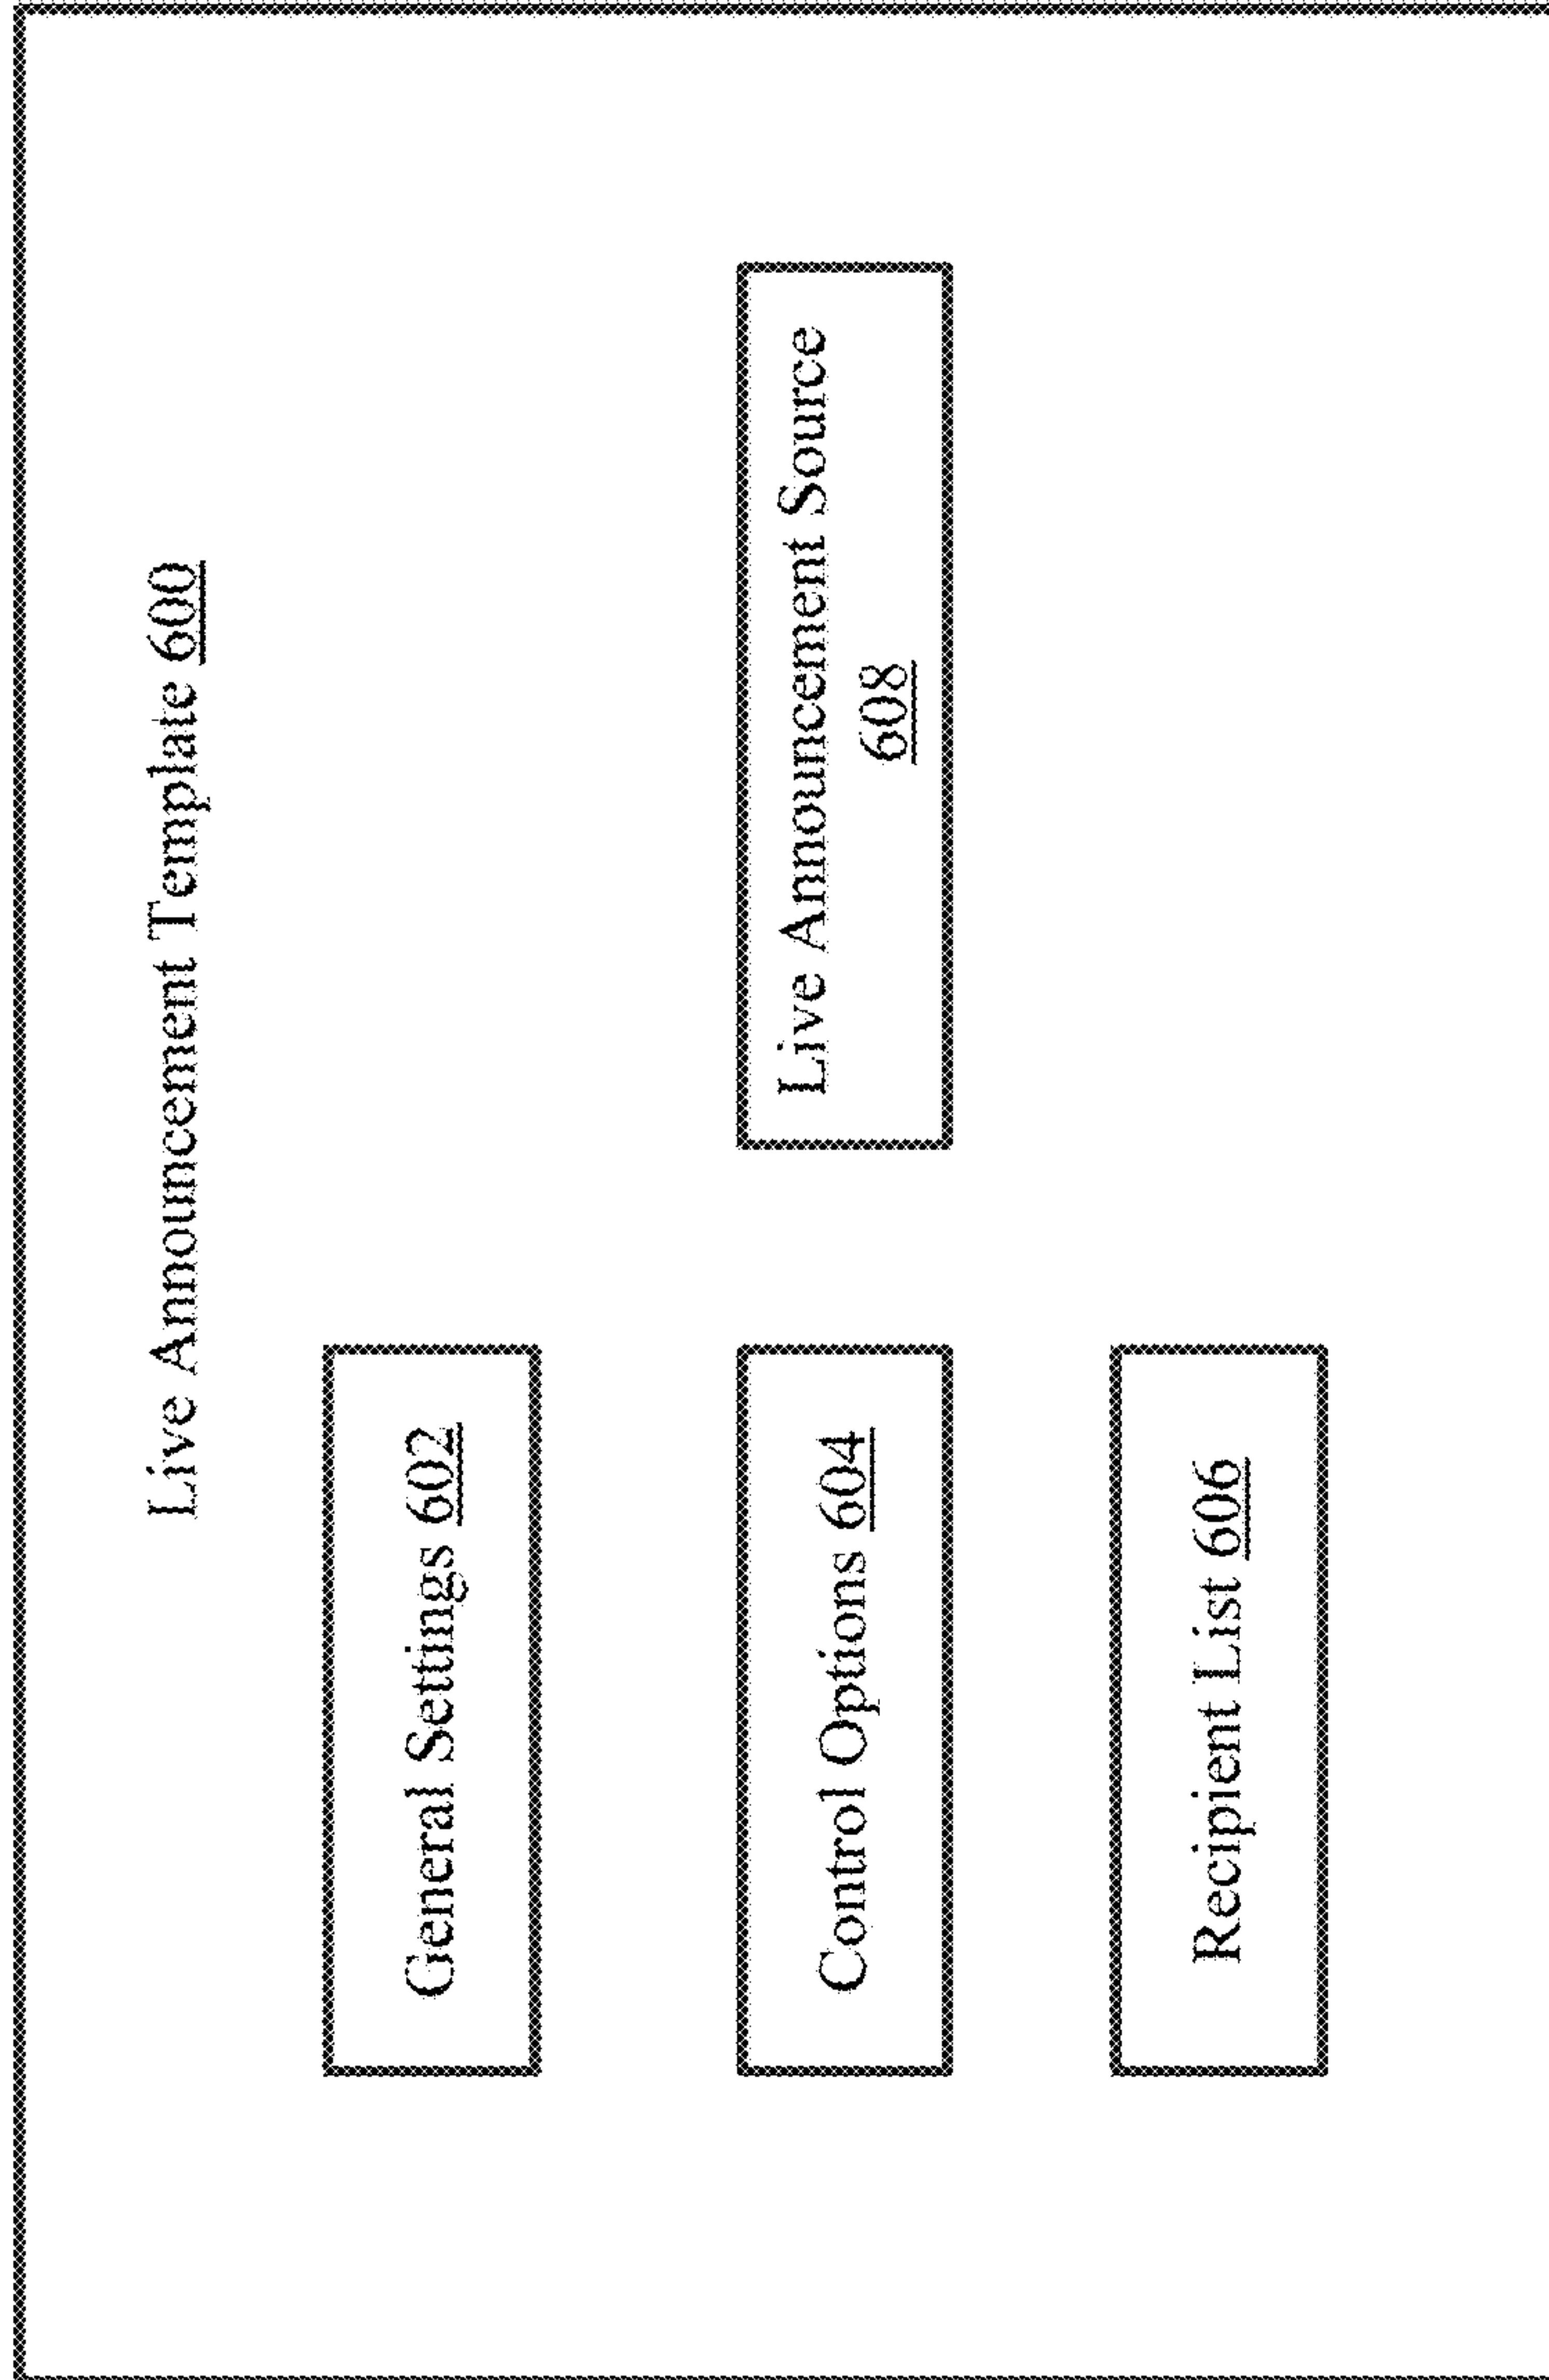 Live Announcement Template 600
General Settings 602
Control Options 604
Live Announcement Source
608
Recipient List 606